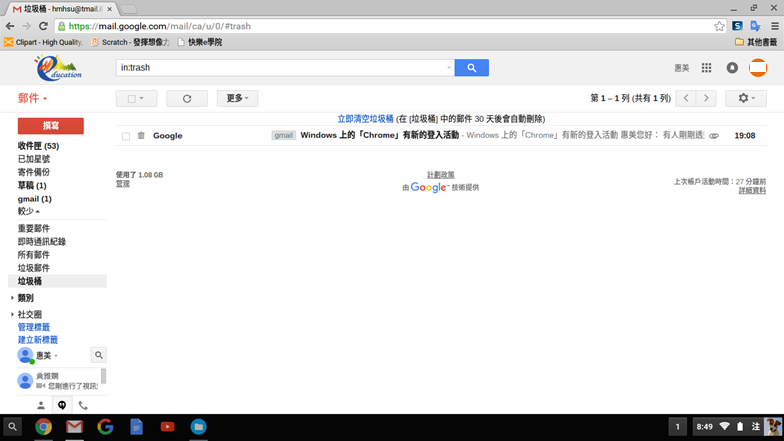 垃圾桶 - hmhsu@tmail.il
https://mail.google.com/mail/ca/u/0/#trash
Clipart - High Quality,
Scratch - 發揮想像力
快樂e學院
其他書籤
Education
in:trash
惠美
郵件
更多
第 1 – 1 列 (共有 1 列)
撰寫
立即清空垃圾桶 (在 [垃圾桶] 中的郵件 30 天後會自動刪除)
Google
gmail
Windows 上的「Chrome」有新的登入活動 - Windows 上的「Chrome」有新的登入活動 惠美您好： 有人剛剛透
19:08
收件匣 (53)
已加星號
寄件備份
草稿 (1)
gmail (1)
較少
重要郵件
即時通訊紀錄
所有郵件
垃圾郵件
垃圾桶
類別
社交圈
管理標籤
建立新標籤
使用了 1.08 GB
管理
計劃政策
由 Google™ 技術提供
上次帳戶活動時間：27 分鐘前
詳細資料
惠美
您剛進行了視訊
1
8:49
注